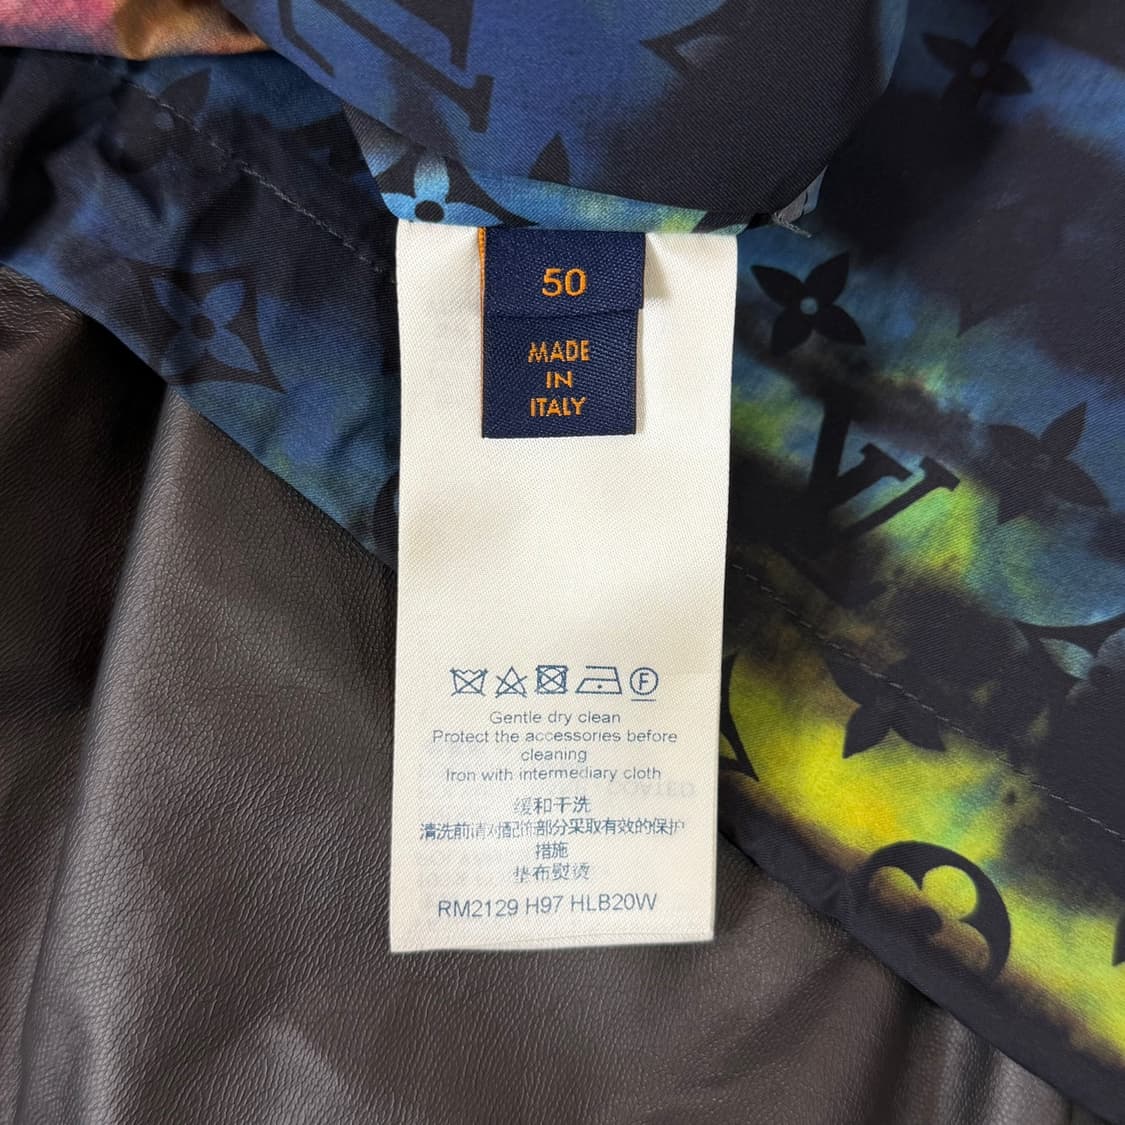 50
MADE
IN
ITALY
Gentle dry clean
Protect the accessories before
cleaning
Iron with intermediary cloth
缓和干洗
清洗前请对配饰部分采取有效的保护
措施
垫布熨烫
RM2129 H97 HLB20W